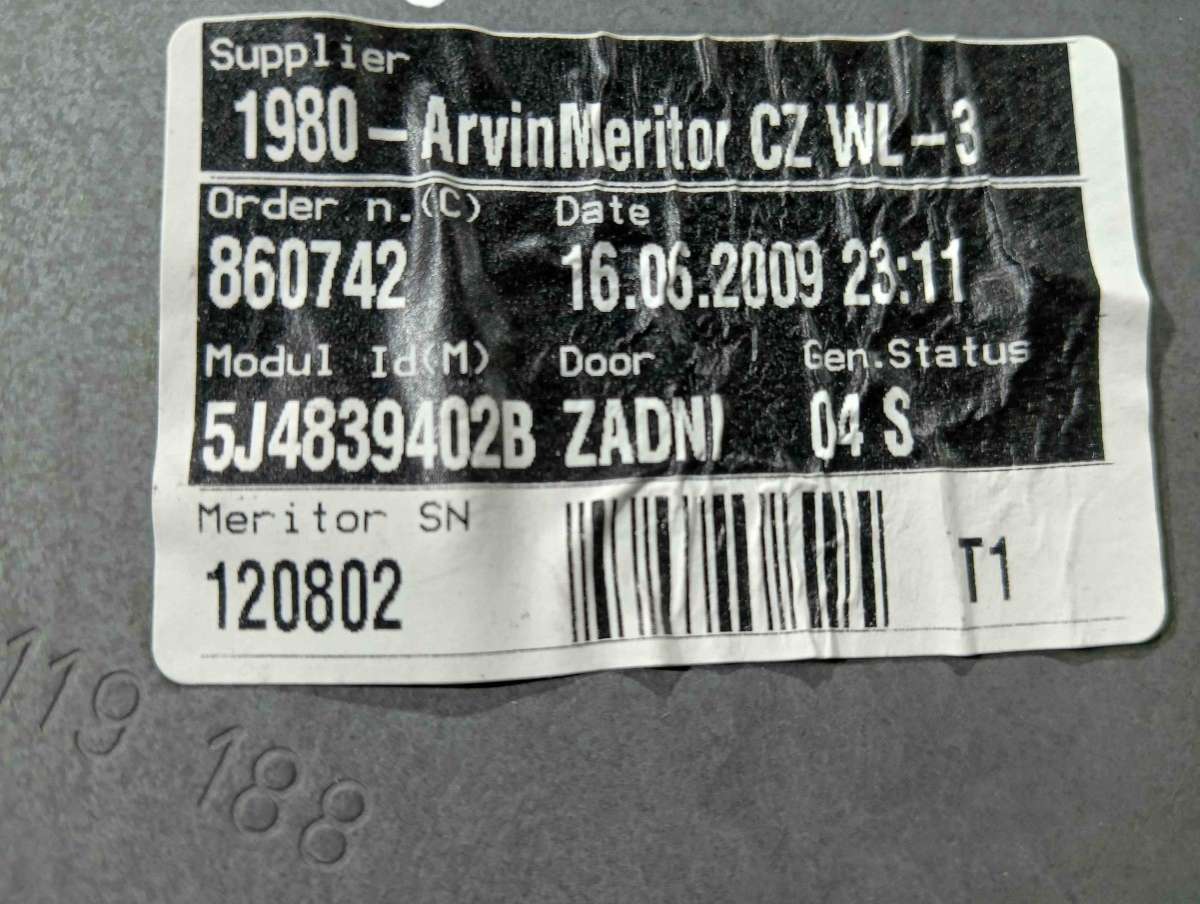 Supplier
1980-ArvinMeritor CZ WL-3
Order n.(C) Date
860742 16.06.2009 23:11
Modul Id(M) Door Gen.Status
5J4839402B ZADNI 04 S
Meritor SN
120802 T1
119 188